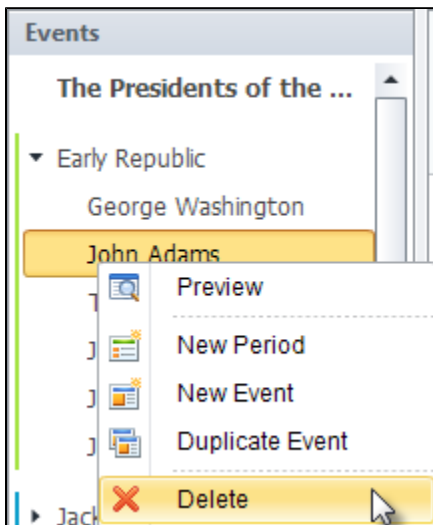 Events
The Presidents of the ...
Early Republic
George Washington
John Adams
Preview
New Period
New Event
Duplicate Event
Delete